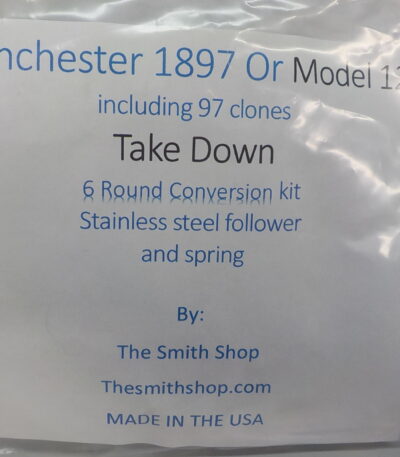 nchester 1897 Or Model 12
including 97 clones
Take Down
6 Round Conversion kit
Stainless steel follower
and spring
By:
The Smith Shop
Thesmithshop.com
MADE IN THE USA